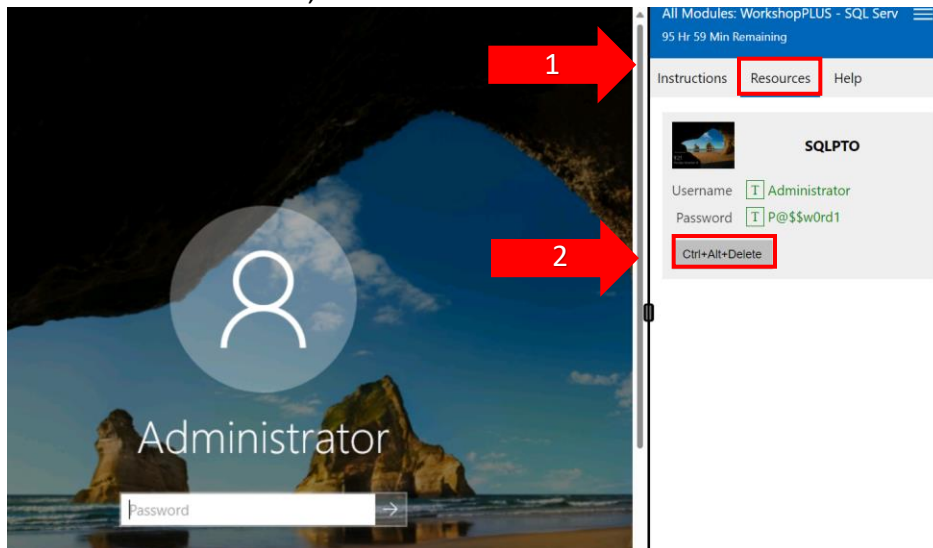 All Modules: WorkshopPLUS - SQL Serv
95 Hr 59 Min Remaining
1
Instructions Resources Help
SQLPTO
Username T Administrator
Password T P@$$w0rd1
2
Ctrl+Alt+Delete
Administrator
Password